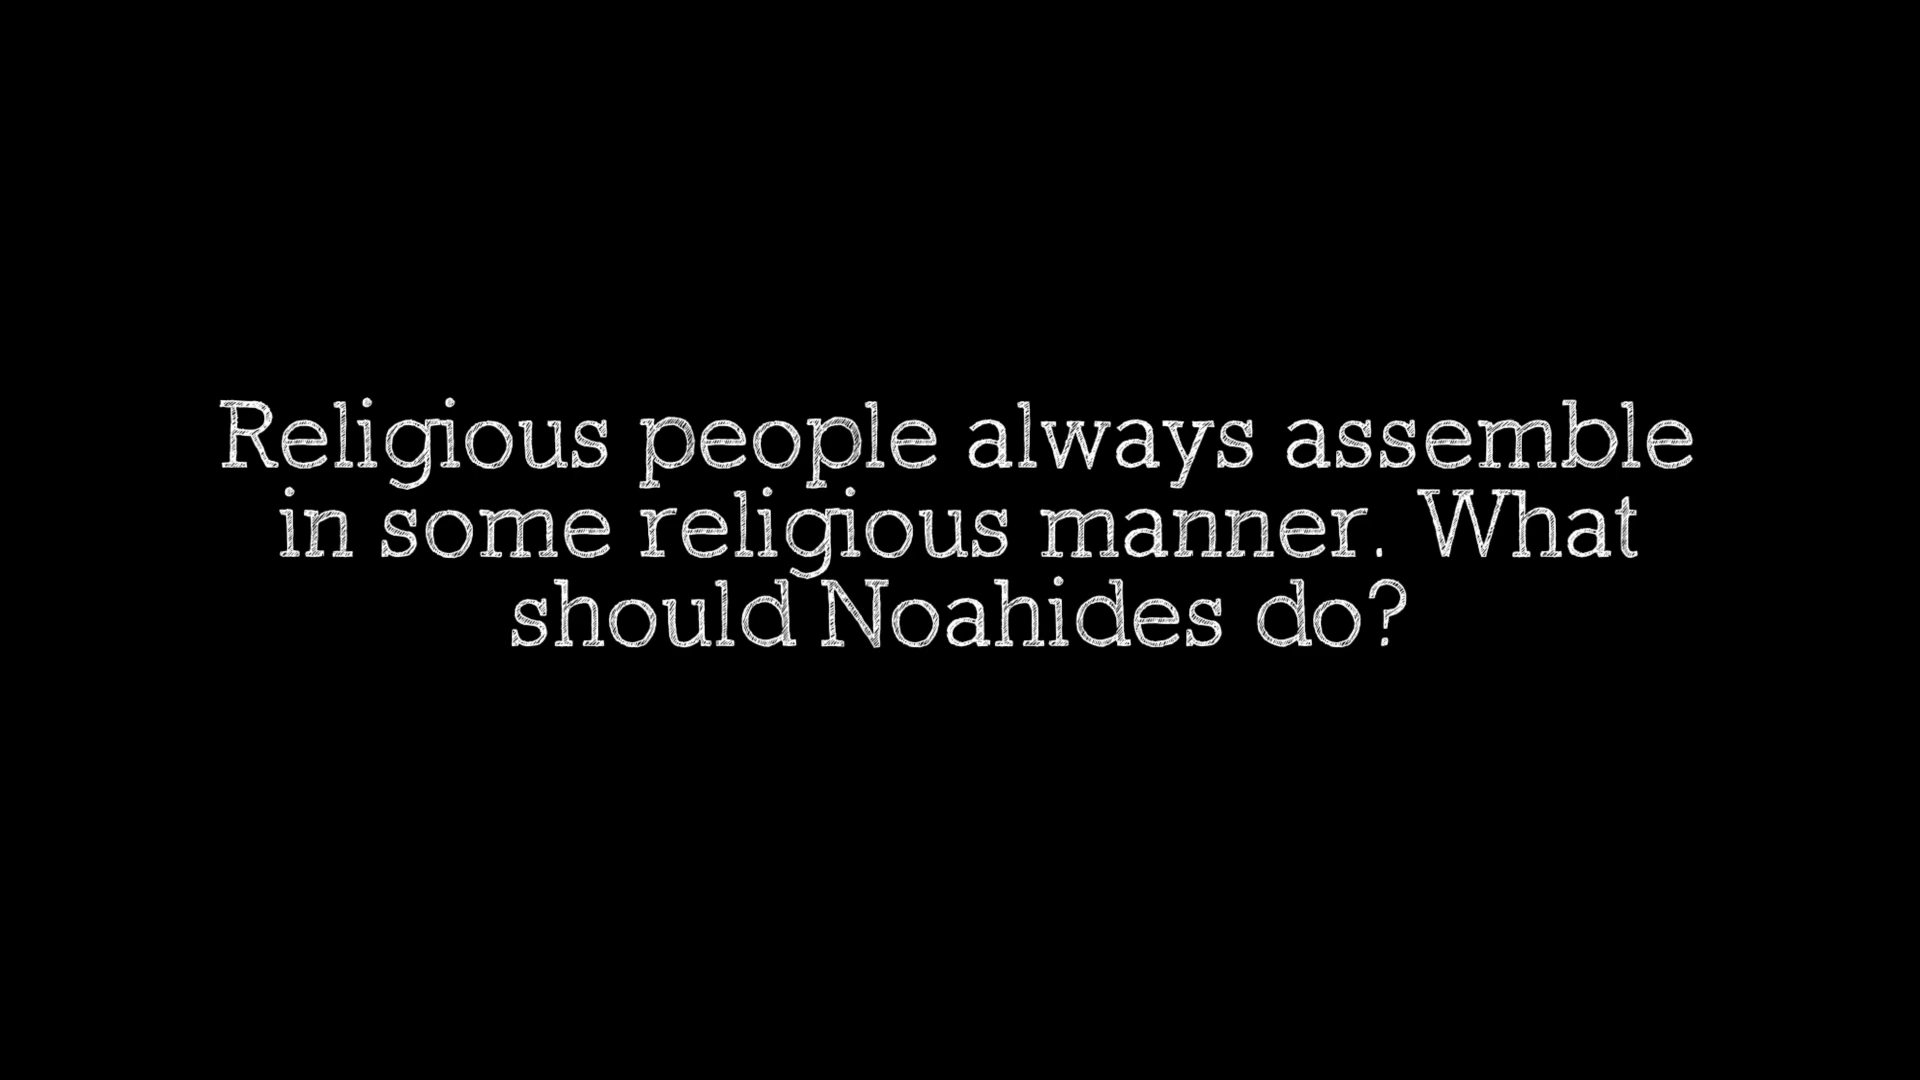 Religious people always assemble
in some religious manner. What
should Noahides do?